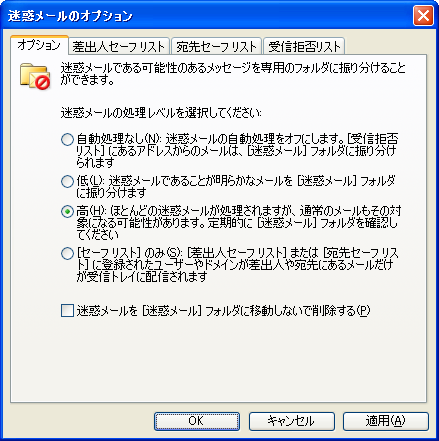 迷惑メールのオプション
オプション 差出人セーフ リスト 宛先セーフ リスト 受信拒否リスト
迷惑メールである可能性のあるメッセージを専用のフォルダに振り分けること
ができます。
迷惑メールの処理レベルを選択してください:
自動処理なし(N): 迷惑メールの自動処理をオフにします。[受信拒否
リスト] にあるアドレスからのメールは、[迷惑メール] フォルダに振り分け
られます
低(L): 迷惑メールであることが明らかなメールを [迷惑メール] フォルダ
に振り分けます
高(H): ほとんどの迷惑メールが処理されますが、通常のメールもその対
象になる可能性があります。定期的に [迷惑メール] フォルダを確認し
てください
[セーフ リスト] のみ(S): [差出人セーフ リスト] または [宛先セーフ リス
ト] に登録されたユーザーやドメインが差出人や宛先にあるメールだけ
が受信トレイに配信されます
迷惑メールを [迷惑メール] フォルダに移動しないで削除する(P)
OK キャンセル 適用(A)